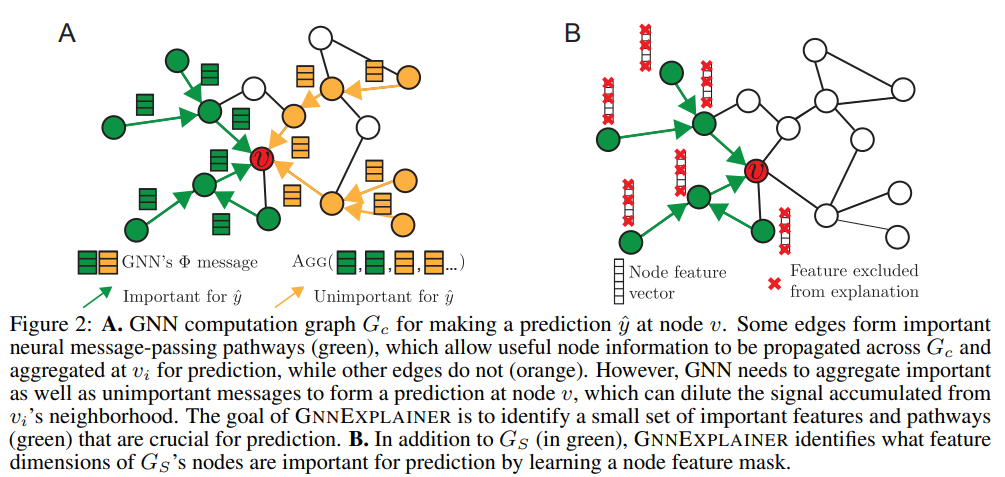 A
B
υ
υ
GNN's Φ message
AGG( , , , ...)
Important for ŷ
Unimportant for ŷ
Node feature
vector
Feature excluded
from explanation
Figure 2: A. GNN computation graph G_c for making a prediction ŷ at node v. Some edges form important
neural message-passing pathways (green), which allow useful node information to be propagated across G_c and
aggregated at v_i for prediction, while other edges do not (orange). However, GNN needs to aggregate important
as well as unimportant messages to form a prediction at node v, which can dilute the signal accumulated from
v_i's neighborhood. The goal of GNNEXPLAINER is to identify a small set of important features and pathways
(green) that are crucial for prediction. B. In addition to G_S (in green), GNNEXPLAINER identifies what feature
dimensions of G_S's nodes are important for prediction by learning a node feature mask.